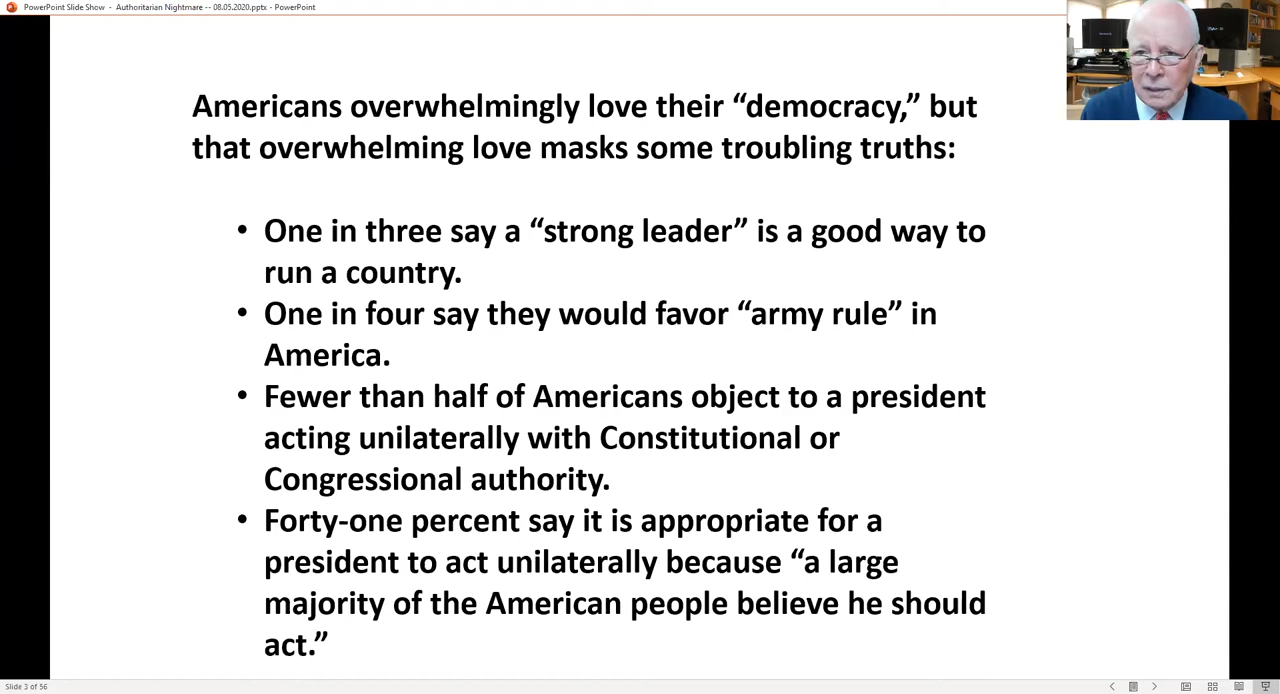 PowerPoint Slide Show - Authoritarian Nightmare -- 08.05.2020.pptx - PowerPoint
Americans overwhelmingly love their “democracy,” but
that overwhelming love masks some troubling truths:
• One in three say a “strong leader” is a good way to
run a country.
• One in four say they would favor “army rule” in
America.
• Fewer than half of Americans object to a president
acting unilaterally with Constitutional or
Congressional authority.
• Forty-one percent say it is appropriate for a
president to act unilaterally because “a large
majority of the American people believe he should
act.”
Slide 3 of 56